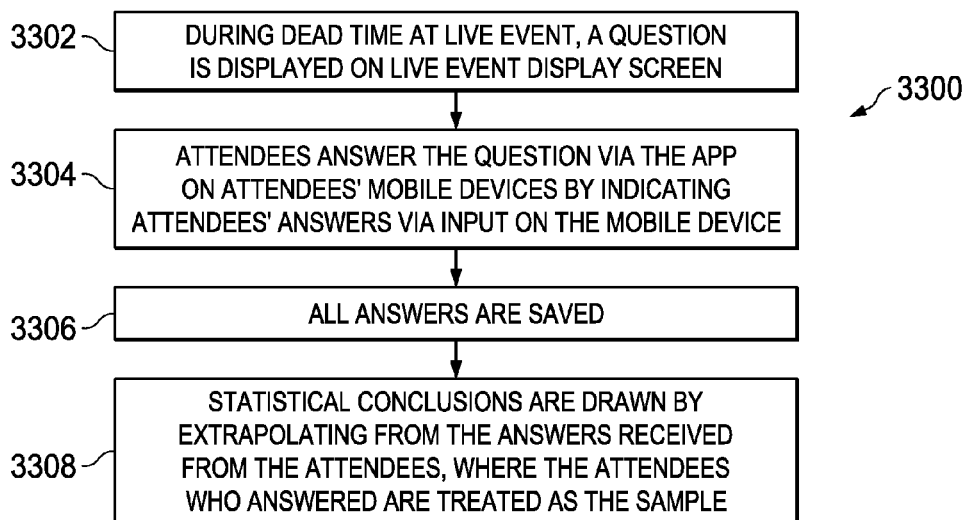 3302
DURING DEAD TIME AT LIVE EVENT, A QUESTION
IS DISPLAYED ON LIVE EVENT DISPLAY SCREEN
3300
3304
ATTENDEES ANSWER THE QUESTION VIA THE APP
ON ATTENDEES' MOBILE DEVICES BY INDICATING
ATTENDEES' ANSWERS VIA INPUT ON THE MOBILE DEVICE
3306
ALL ANSWERS ARE SAVED
3308
STATISTICAL CONCLUSIONS ARE DRAWN BY
EXTRAPOLATING FROM THE ANSWERS RECEIVED
FROM THE ATTENDEES, WHERE THE ATTENDEES
WHO ANSWERED ARE TREATED AS THE SAMPLE